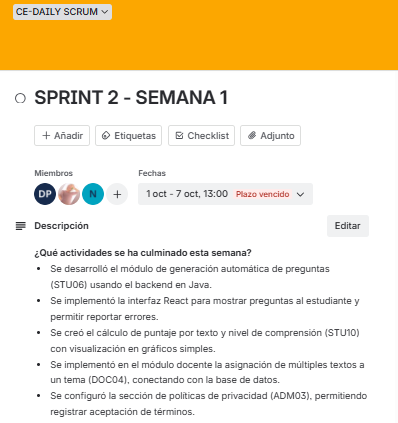 CE-DAILY SCRUM
SPRINT 2 - SEMANA 1
+ Añadir
Etiquetas
Checklist
Adjunto
Miembros
Fechas
DP
N
+
1 oct - 7 oct, 13:00 Plazo vencido
Descripción
Editar
¿Qué actividades se ha culminado esta semana?
• Se desarrolló el módulo de generación automática de preguntas
(STU06) usando el backend en Java.
• Se implementó la interfaz React para mostrar preguntas al estudiante y
permitir reportar errores.
• Se creó el cálculo de puntaje por texto y nivel de comprensión (STU10)
con visualización en gráficos simples.
• Se implementó en el módulo docente la asignación de múltiples textos a
un tema (DOC04), conectando con la base de datos.
• Se configuró la sección de políticas de privacidad (ADM03), permitiendo
registrar aceptación de términos.